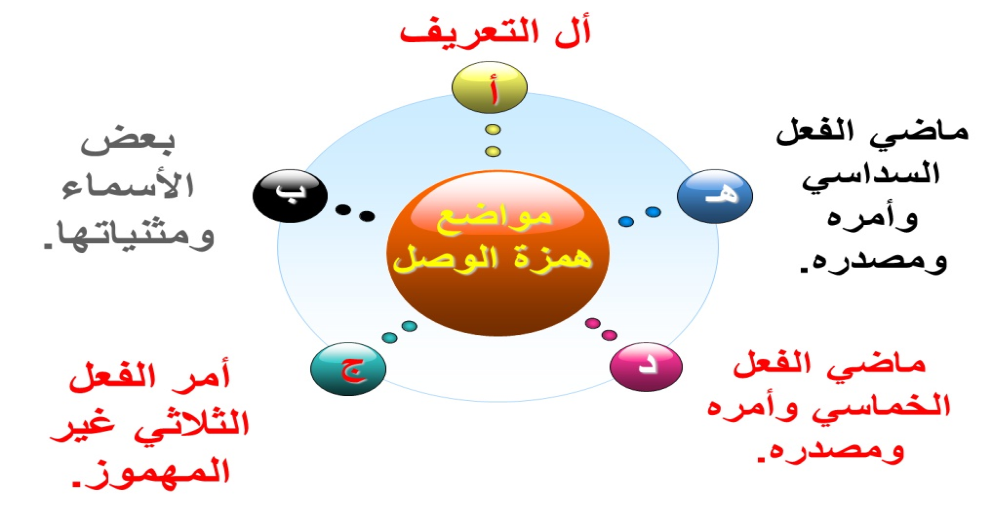 أل التعريف
أ
مواضع
همزة الوصل
ب
بعض
الأسماء
ومثنياتها.
ج
أمر الفعل
الثلاثي غير
المهموز.
د
ماضي الفعل
الخماسي وأمره
ومصدره.
هـ
ماضي الفعل
السداسي
وأمره
ومصدره.